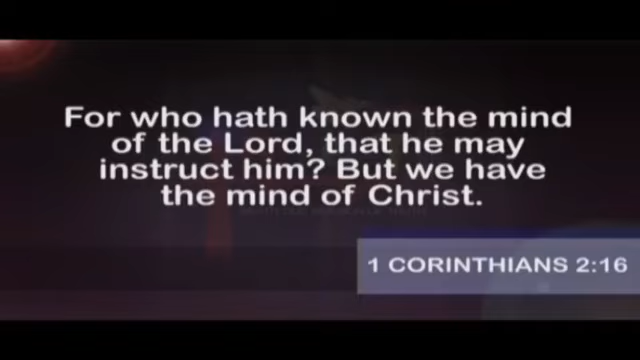 For who hath known the mind
of the Lord, that he may
instruct him? But we have
the mind of Christ.
1 CORINTHIANS 2:16